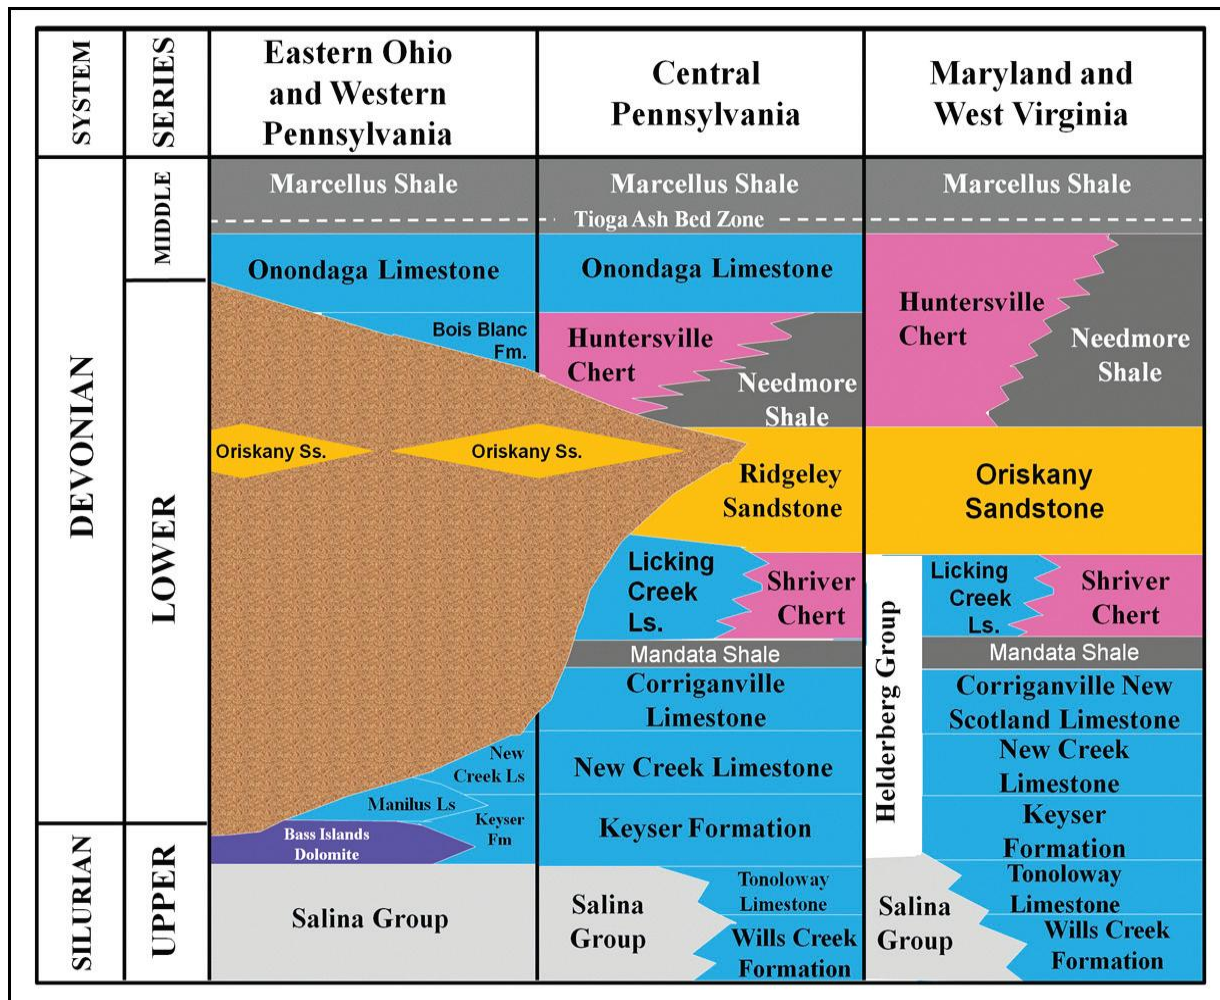 SYSTEM
SERIES
Eastern Ohio
and Western
Pennsylvania
Central
Pennsylvania
Maryland and
West Virginia
DEVONIAN
SILURIAN
MIDDLE
LOWER
UPPER
Marcellus Shale
Onondaga Limestone
Bois Blanc
Fm.
Oriskany Ss.
Oriskany Ss.
New
Creek Ls
Manilus Ls
Keyser
Fm
Bass Islands
Dolomite
Salina Group
Marcellus Shale
Tioga Ash Bed Zone
Onondaga Limestone
Huntersville
Chert
Needmore
Shale
Ridgeley
Sandstone
Licking
Creek
Ls.
Shriver
Chert
Mandata Shale
Corriganville
Limestone
New Creek Limestone
Keyser Formation
Salina
Group
Tonoloway
Limestone
Wills Creek
Formation
Marcellus Shale
Huntersville
Chert
Needmore
Shale
Oriskany
Sandstone
Helderberg Group
Licking
Creek
Ls.
Shriver
Chert
Mandata Shale
Corriganville New
Scotland Limestone
New Creek
Limestone
Keyser
Formation
Tonoloway
Limestone
Salina
Group
Wills Creek
Formation